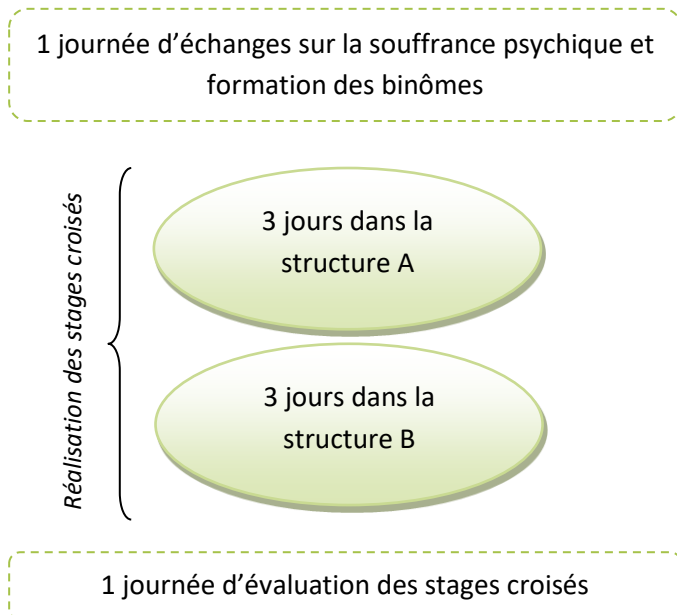 1 journée d’échanges sur la souffrance psychique et
formation des binômes
Réalisation des stages croisés
3 jours dans la
structure A
3 jours dans la
structure B
1 journée d’évaluation des stages croisés